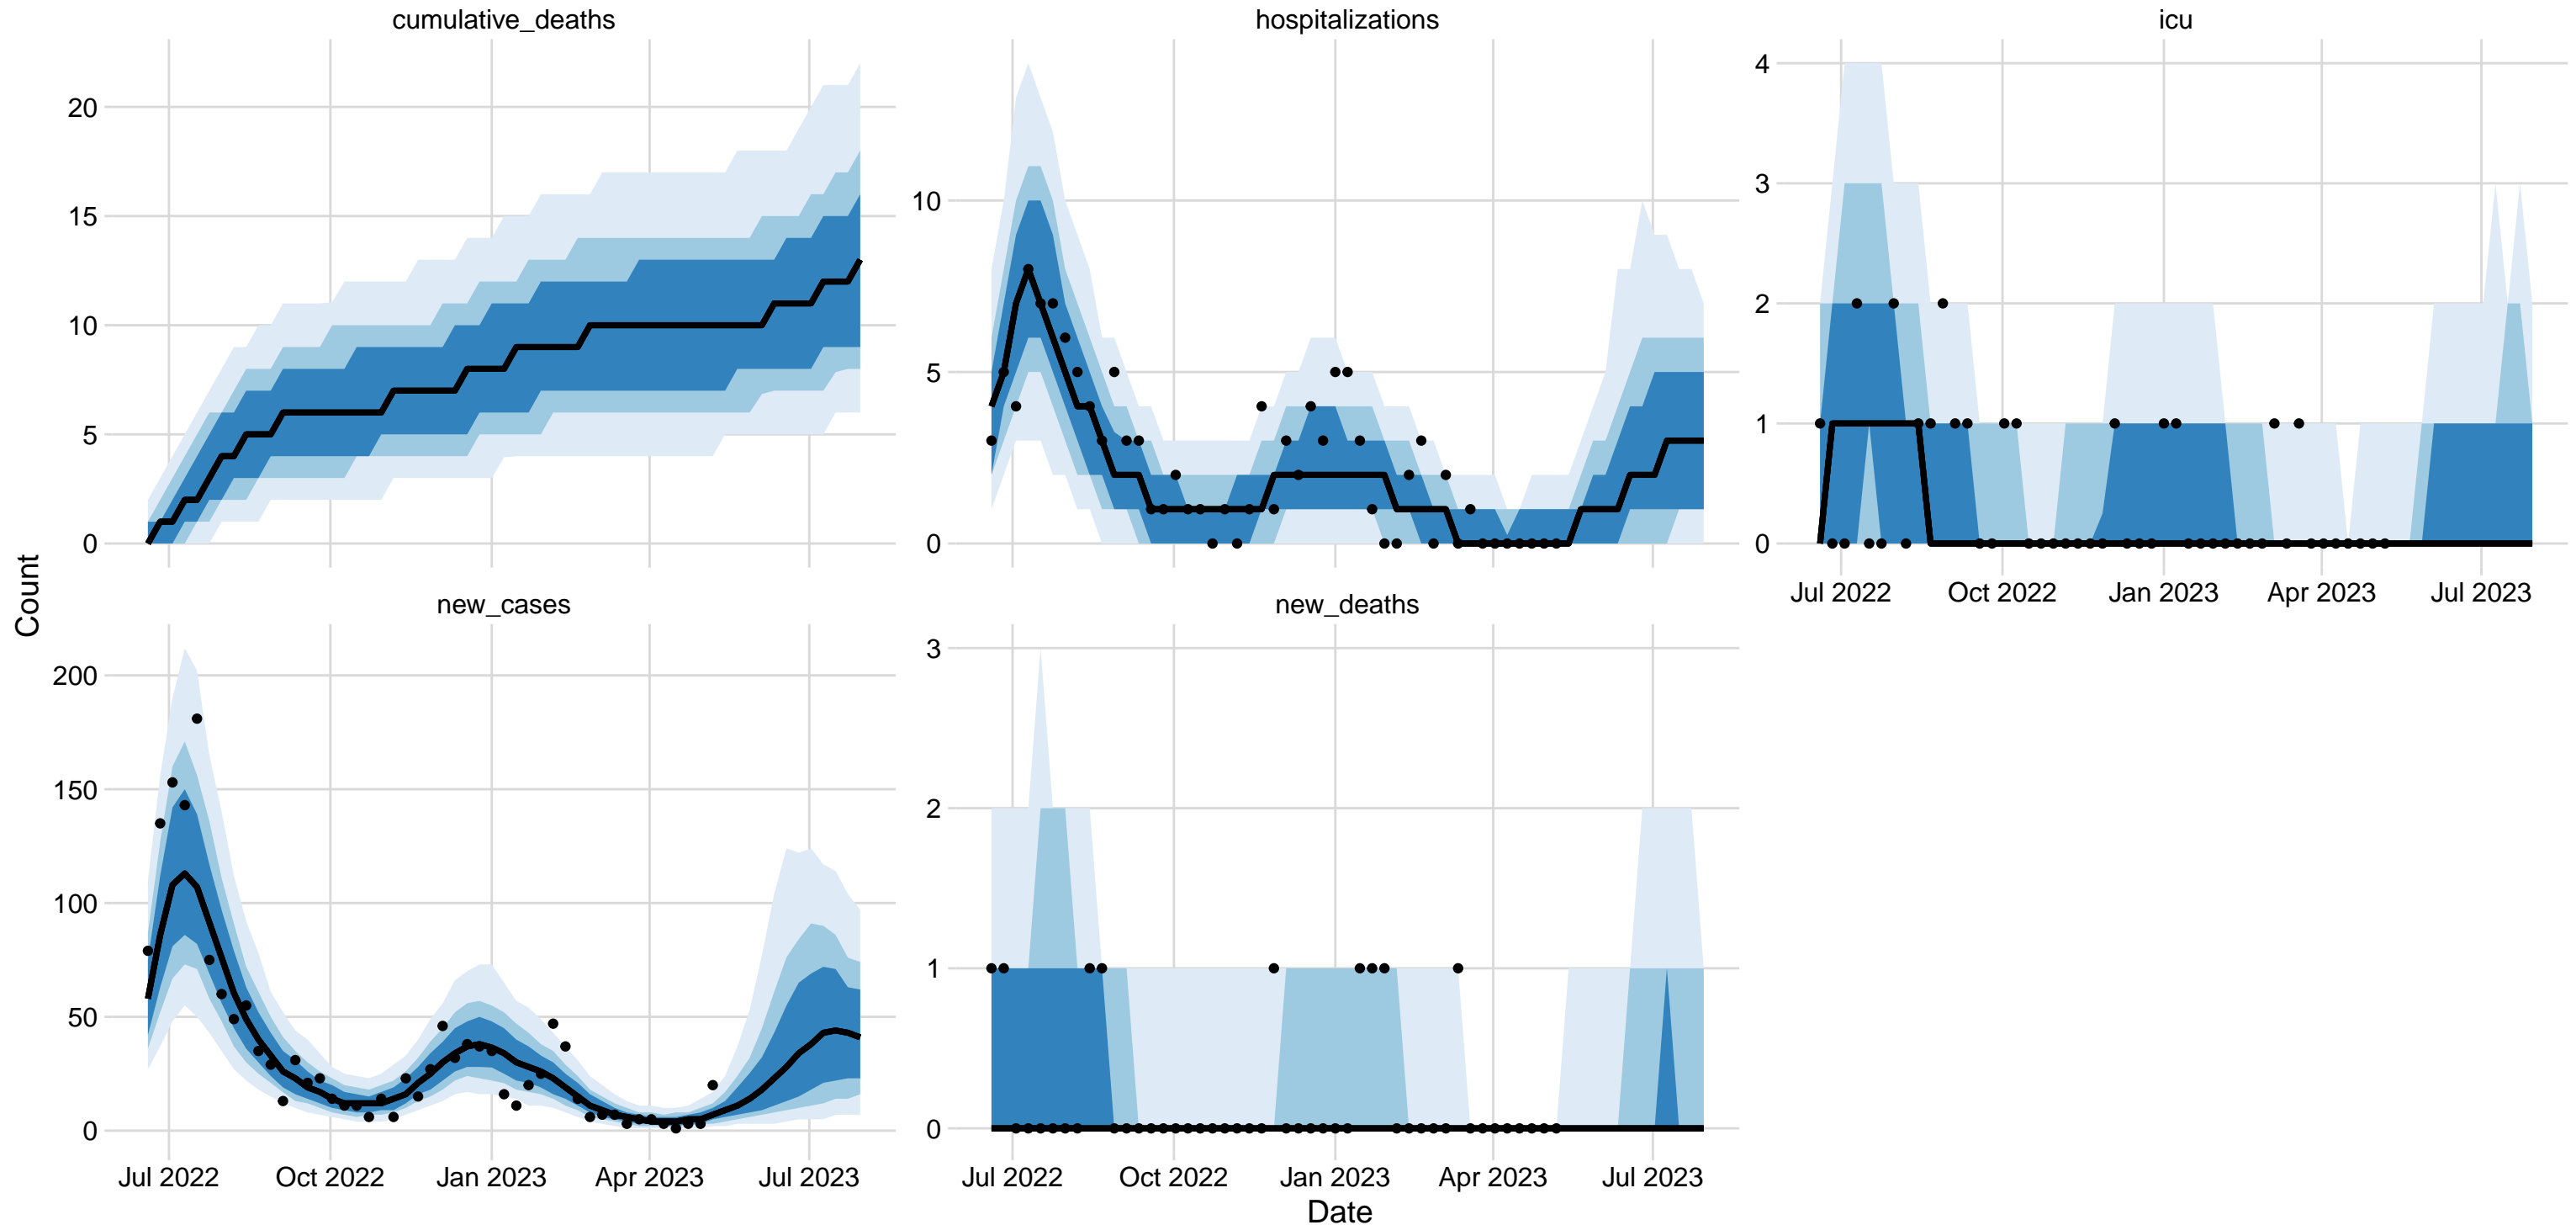 cumulative_deaths
hospitalizations
icu
20
15
10
5
0
10
5
0
4
3
2
1
0
Jul 2022 Oct 2022 Jan 2023 Apr 2023 Jul 2023
Count
new_cases
new_deaths
200
150
100
50
0
3
2
1
0
Jul 2022 Oct 2022 Jan 2023 Apr 2023 Jul 2023
Jul 2022 Oct 2022 Jan 2023 Apr 2023 Jul 2023
Date